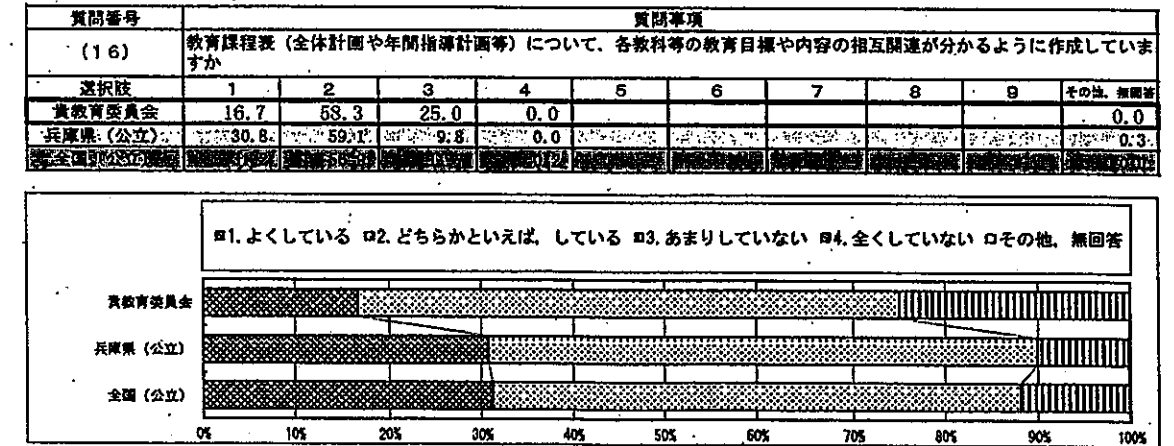 質問番号 質問事項
(16) 教育課程表(全体計画や年間指導計画等)について、各教科等の教育目標や内容の相互関連が分かるように作成していま
すか
選択肢 1 2 3 4 5 6 7 8 9 その他, 無回答
貴教育委員会 16.7 58.3 25.0 0.0 0.0
兵庫県(公立) 30.8 59.1 9.8 0.0 0.3
全国(公立)
1.よくしている 2.どちらかといえば, している 3.あまりしていない 4.全くしていない その他, 無回答
貴教育委員会
兵庫県(公立)
全国(公立)
0% 10% 20% 30% 40% 50% 60% 70% 80% 90% 100%